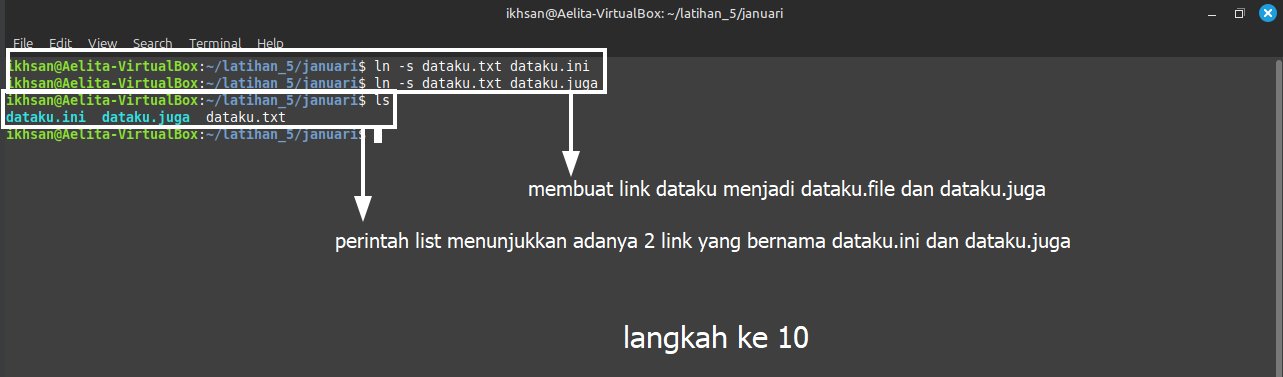 ikhsan@Aelita-VirtualBox: ~/latihan_5/januari
File Edit View Search Terminal Help
ikhsan@Aelita-VirtualBox:~/latihan_5/januari$ ln -s dataku.txt dataku.ini
ikhsan@Aelita-VirtualBox:~/latihan_5/januari$ ln -s dataku.txt dataku.juga
ikhsan@Aelita-VirtualBox:~/latihan_5/januari$ ls
dataku.ini dataku.juga dataku.txt
ikhsan@Aelita-VirtualBox:~/latihan_5/januari$
membuat link dataku menjadi dataku.file dan dataku.juga
perintah list menunjukkan adanya 2 link yang bernama dataku.ini dan dataku.juga
langkah ke 10